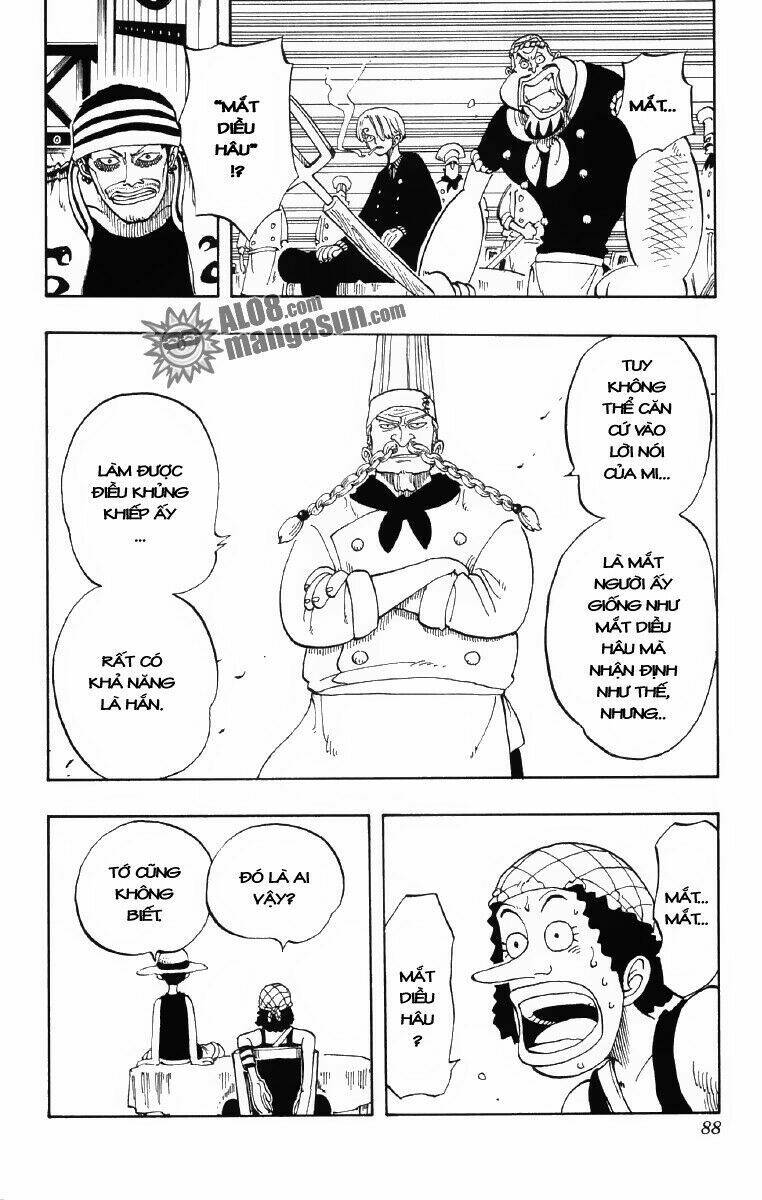 MẮT...
"MẮT
DIỀU
HÂU"
!?
AL08.com
mangasun.com
TUY
KHÔNG
THỂ CĂN
CỨ VÀO
LỜI NÓI
CỦA MI...
LÀ MẮT
NGƯỜI ẤY
GIỐNG NHƯ
MẮT DIỀU
HÂU MÀ
NHẬN ĐỊNH
NHƯ THẾ,
NHƯNG..
LÀM ĐƯỢC
ĐIỀU KHỦNG
KHIẾP ẤY
...
RẤT CÓ
KHẢ NĂNG
LÀ HẮN.
MẮT...
MẮT...
MẮT
DIỀU
HÂU
?
ĐÓ LÀ AI
VẬY?
TỚ CŨNG
KHÔNG
BIẾT.
88